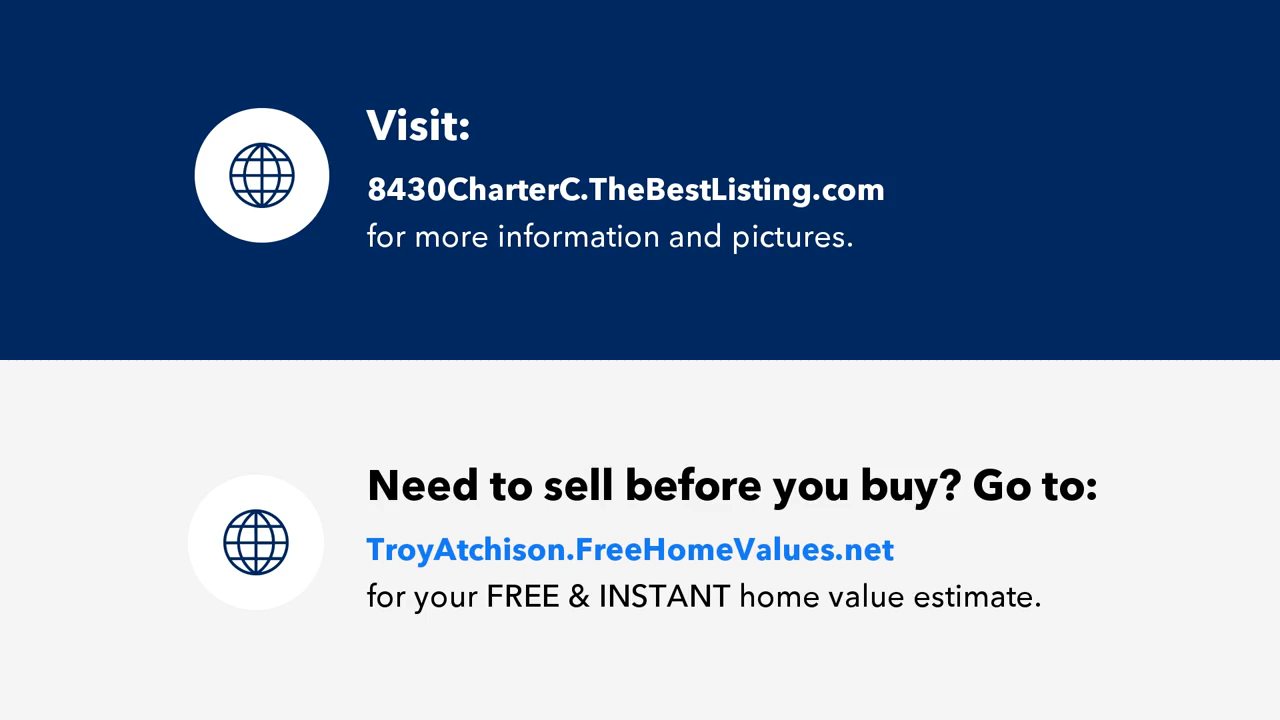 Visit:
8430CharterC.TheBestListing.com
for more information and pictures.
Need to sell before you buy? Go to:
TroyAtchison.FreeHomeValues.net
for your FREE & INSTANT home value estimate.